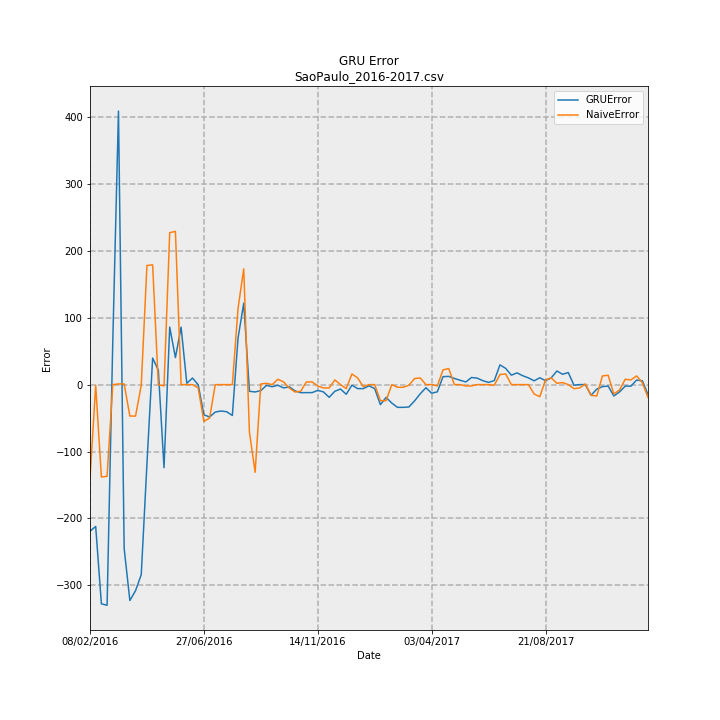 GRU Error
SaoPaulo_2016-2017.csv
GRUError
NaiveError
400
300
200
100
0
−100
−200
−300
Error
08/02/2016
27/06/2016
14/11/2016
03/04/2017
21/08/2017
Date